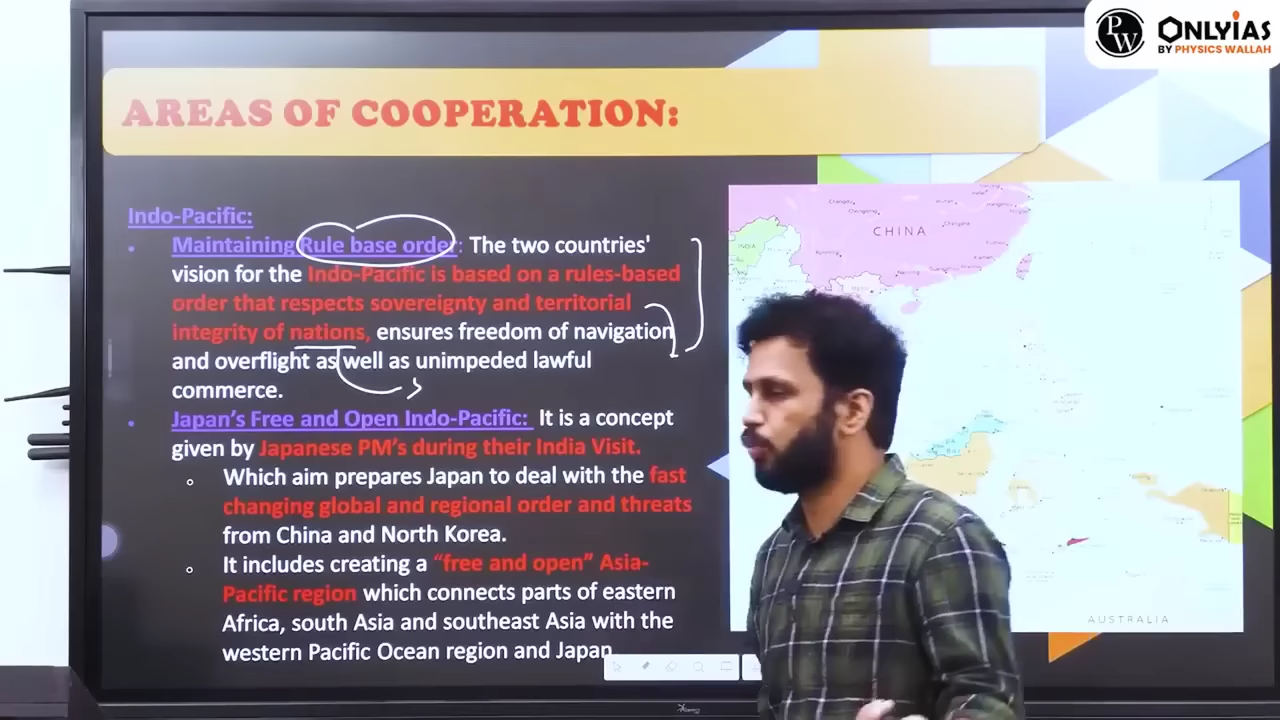 PW
ONLYIAS
BY PHYSICS WALLAH
AREAS OF COOPERATION:
Indo-Pacific:
• Maintaining Rule base order: The two countries'
vision for the Indo-Pacific is based on a rules-based
order that respects sovereignty and territorial
integrity of nations, ensures freedom of navigation
and overflight as well as unimpeded lawful
commerce.
• Japan's Free and Open Indo-Pacific: It is a concept
given by Japanese PM's during their India Visit.
Which aim prepares Japan to deal with the fast
changing global and regional order and threats
from China and North Korea.
It includes creating a "free and open" Asia-
Pacific region which connects parts of eastern
Africa, south Asia and southeast Asia with the
western Pacific Ocean region and Japan
CHINA
INDIA
AUSTRALIA